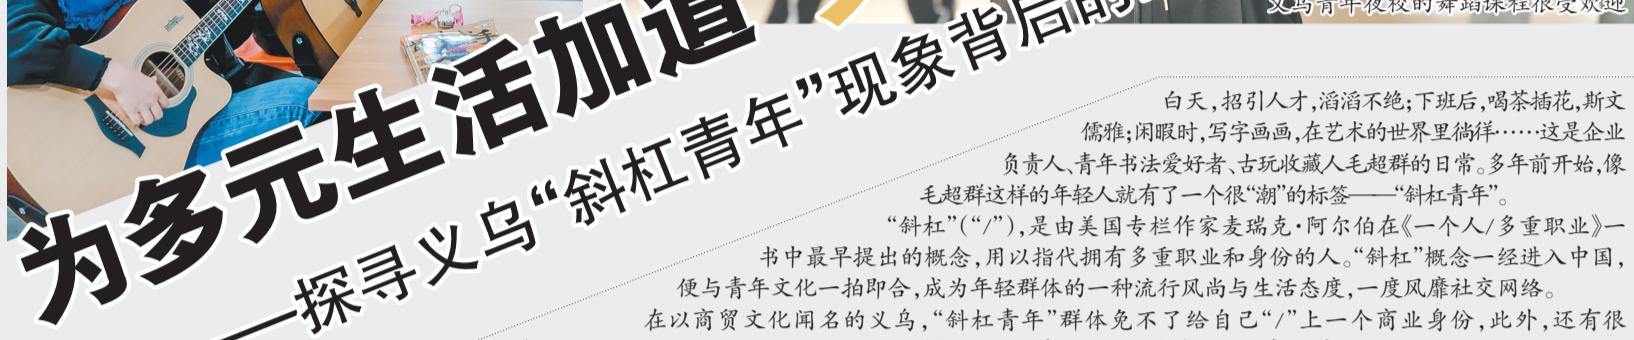 义乌青年夜校的舞蹈课程很受欢迎
为多元生活加道
——探寻义乌“斜杠青年”现象背后的
白天,招引人才,滔滔不绝;下班后,喝茶插花,斯文
儒雅;闲暇时,写字画画,在艺术的世界里徜徉……这是企业
负责人、青年书法爱好者、古玩收藏人毛超群的日常。多年前开始,像
毛超群这样的年轻人就有了一个很“潮”的标签——“斜杠青年”。
“斜杠”(“/”),是由美国专栏作家麦瑞克·阿尔伯在《一个人/多重职业》一
书中最早提出的概念,用以指代拥有多重职业和身份的人。“斜杠”概念一经进入中国,
便与青年文化一拍即合,成为年轻群体的一种流行风尚与生活态度,一度风靡社交网络。
在以商贸文化闻名的义乌,“斜杠青年”群体免不了给自己“/”上一个商业身份,此外,还有很